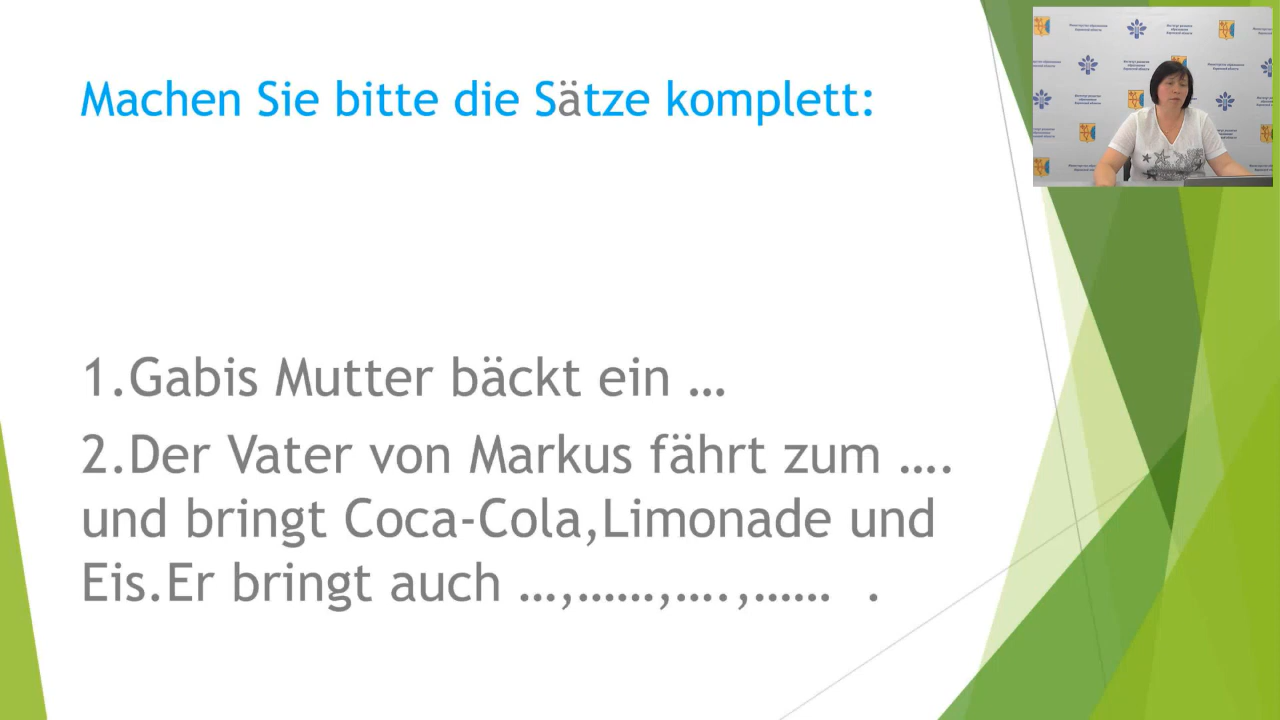 Machen Sie bitte die Sätze komplett:
1.Gabis Mutter bäckt ein …
2.Der Vater von Markus fährt zum ….
und bringt Coca-Cola,Limonade und
Eis.Er bringt auch …,……,….,…… .